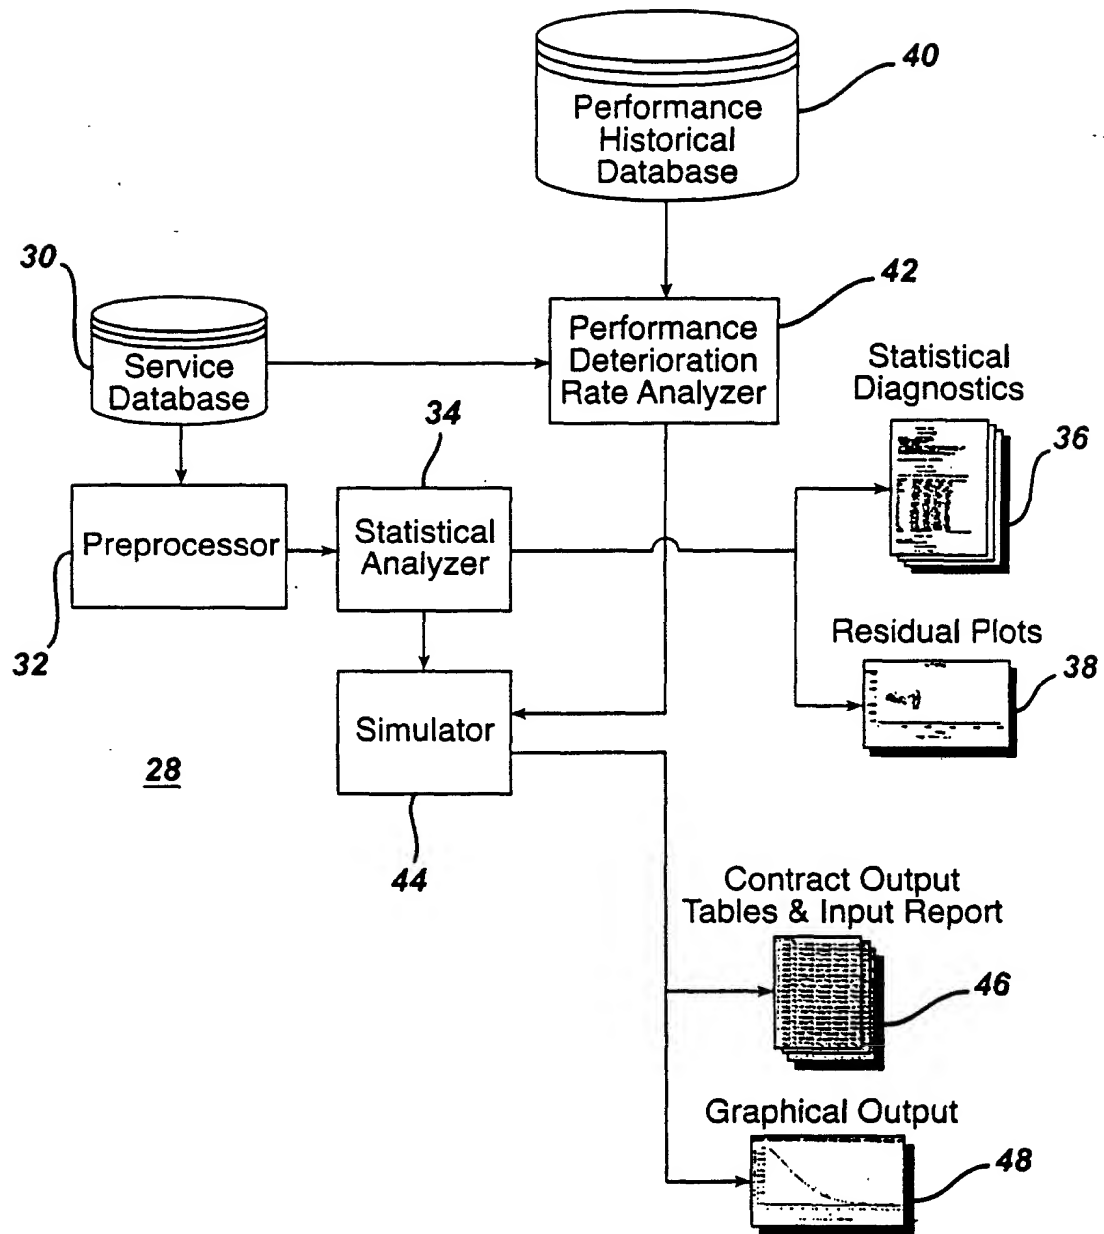 40
Performance
Historical
Database
30
42
Performance
Deterioration
Rate Analyzer
Service
Database
Statistical
Diagnostics
34
36
Preprocessor
Statistical
Analyzer
32
Residual Plots
38
Simulator
28
44
Contract Output
Tables & Input Report
46
Graphical Output
48